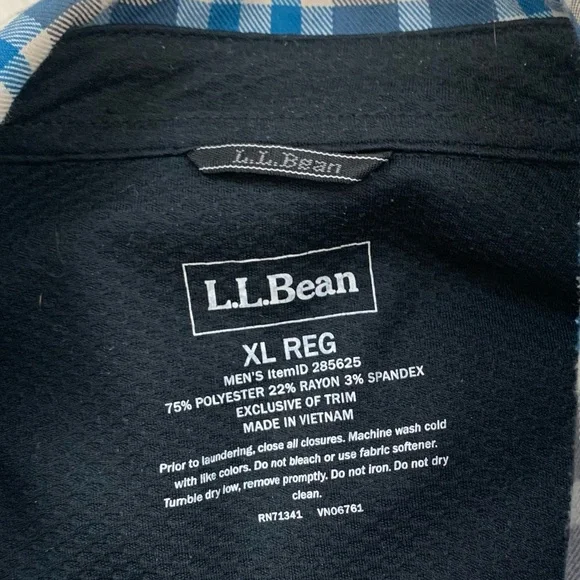 L.L.Bean
L.L.Bean
XL REG
MEN'S ItemID 285625
75% POLYESTER 22% RAYON 3% SPANDEX
EXCLUSIVE OF TRIM
MADE IN VIETNAM
Prior to laundering, close all closures. Machine wash cold
with like colors. Do not bleach or use fabric softener.
Tumble dry low, remove promptly. Do not iron. Do not dry
clean.
RN71341 VN06761